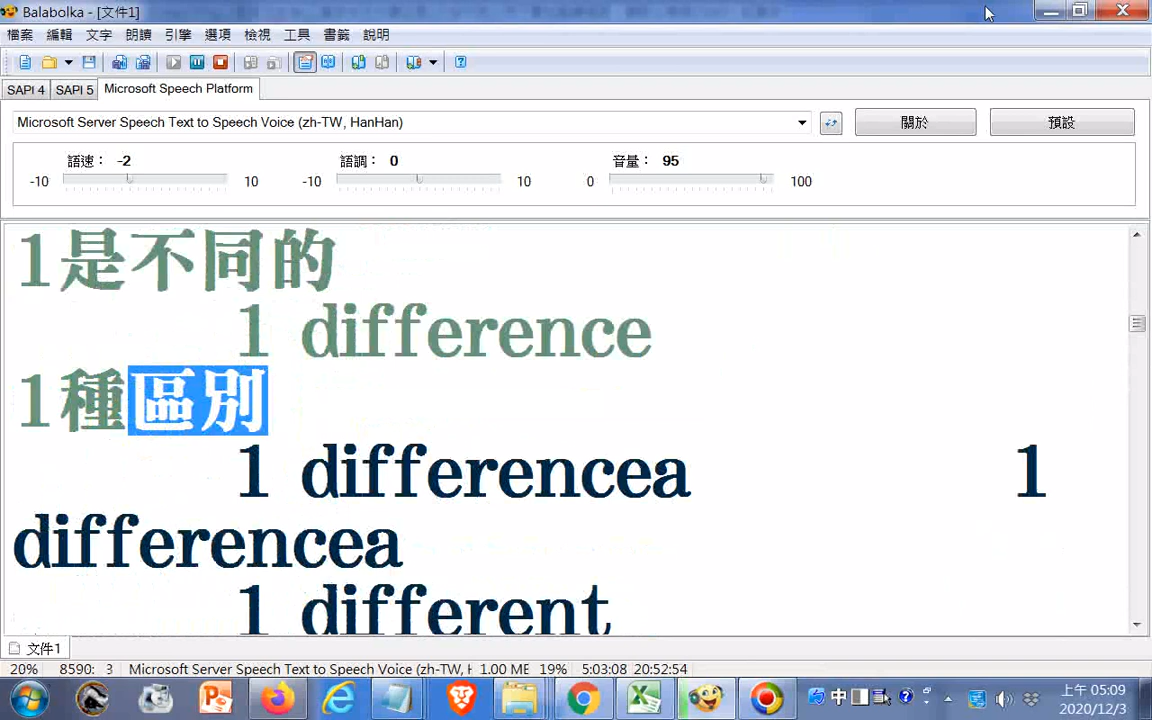 Balabolka - [文件1]
檔案 編輯 文字 朗讀 引擎 選項 檢視 工具 書籤 說明
SAPI 4 SAPI 5 Microsoft Speech Platform
Microsoft Server Speech Text to Speech Voice (zh-TW, HanHan) 關於 預設
語速： -2 語調： 0 音量： 95
-10 10 -10 10 0 100
1是不同的
1 difference
1種區別
1 differencea 1
differencea
1 different
文件1
20% 8590: 3 Microsoft Server Speech Text to Speech Voice (zh-TW, H 1.00 ME 19% 5:03:08 20:52:54
中 上午 05:09
2020/12/3